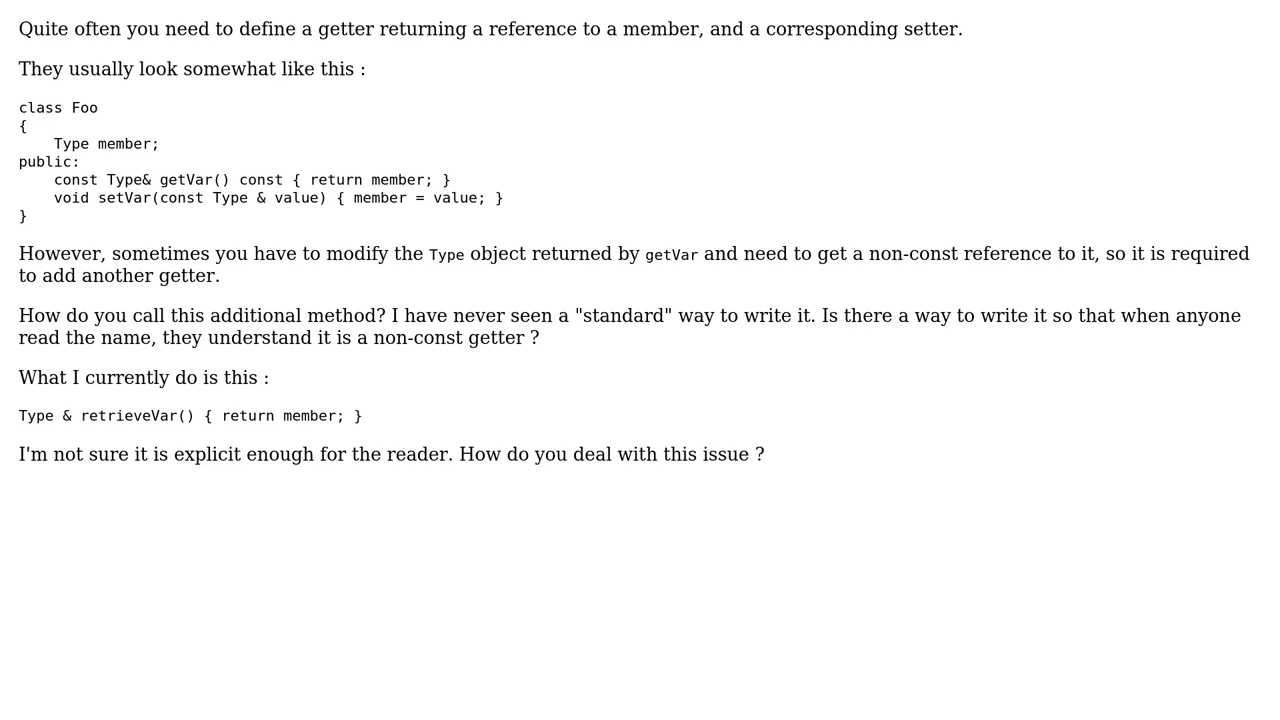 Quite often you need to define a getter returning a reference to a member, and a corresponding setter.
They usually look somewhat like this :
class Foo
{
    Type member;
public:
    const Type& getVar() const { return member; }
    void setVar(const Type & value) { member = value; }
}
However, sometimes you have to modify the Type object returned by getVar and need to get a non-const reference to it, so it is required
to add another getter.
How do you call this additional method? I have never seen a "standard" way to write it. Is there a way to write it so that when anyone
read the name, they understand it is a non-const getter ?
What I currently do is this :
Type & retrieveVar() { return member; }
I'm not sure it is explicit enough for the reader. How do you deal with this issue ?